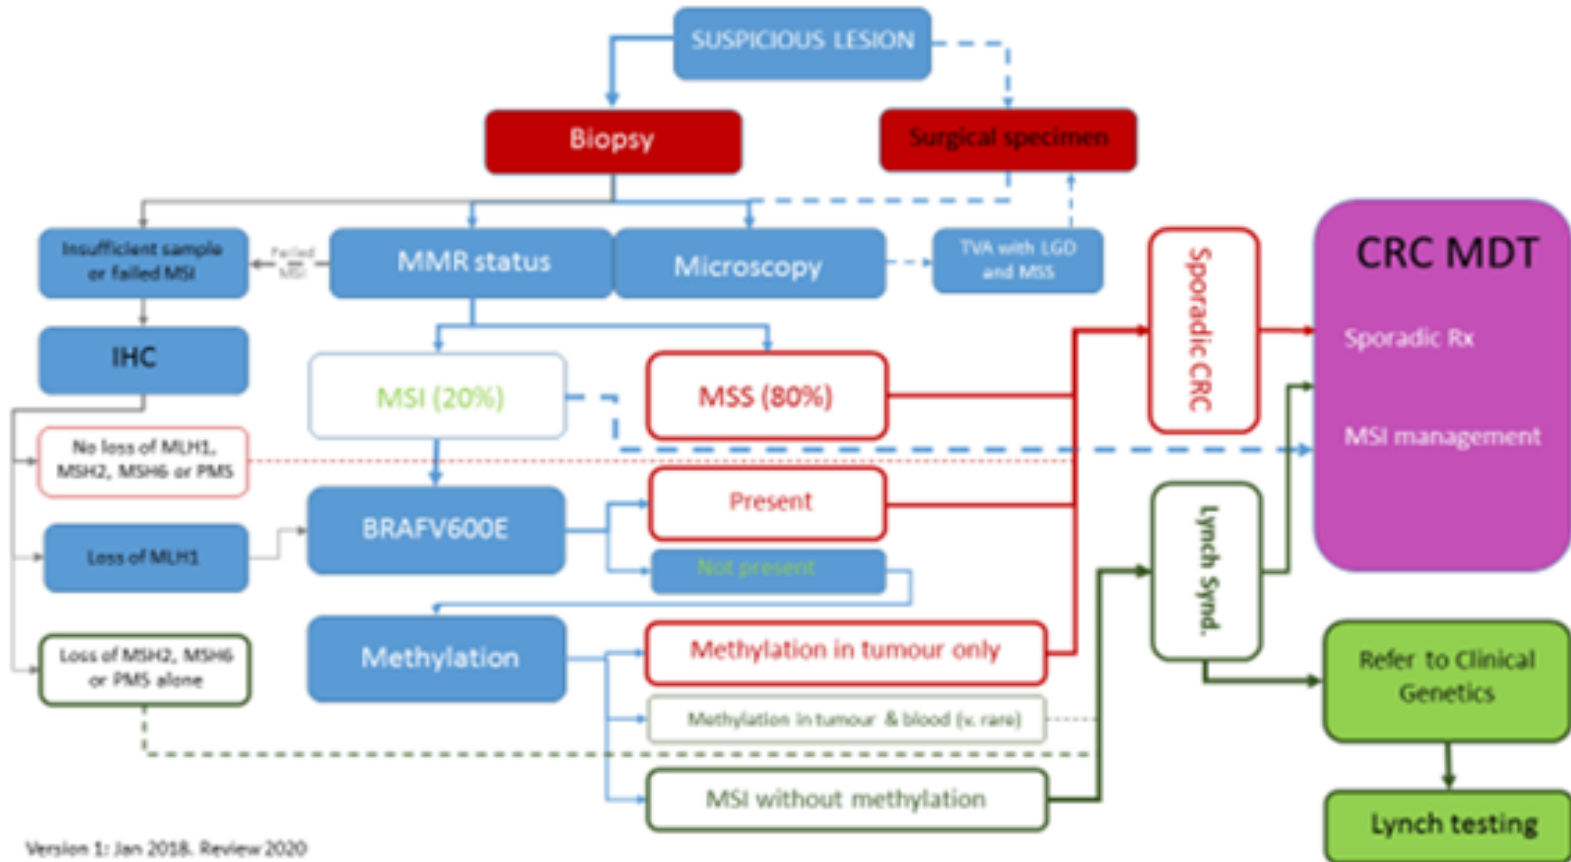 SUSPICIOUS LESION
Biopsy
Surgical specimen
Insufficient sample
or failed MSI
Failed
MSI
MMR status
Microscopy
TVA with LGD
and MSS
Sporadic CRC
CRC MDT
Sporadic Rx
MSI management
IHC
MSI (20%)
MSS (80%)
No loss of MLH1,
MSH2, MSH6 or PMS
BRAFV600E
Present
Not present
Loss of MLH1
Lynch Synd.
Methylation
Methylation in tumour only
Methylation in tumour & blood (v. rare)
MSI without methylation
Loss of MSH2, MSH6
or PMS alone
Refer to Clinical
Genetics
Lynch testing
Version 1: Jan 2018. Review 2020